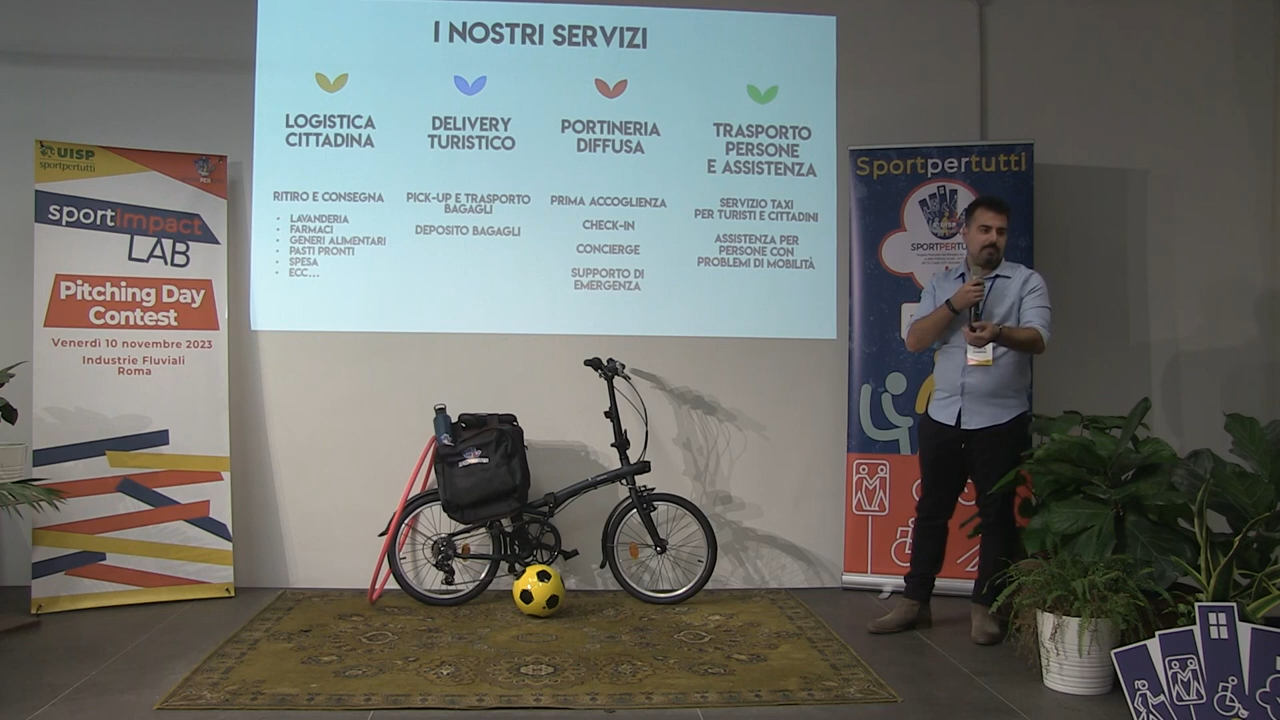 I NOSTRI SERVIZI
LOGISTICA
CITTADINA
RITIRO E CONSEGNA
• LAVANDERIA
• FARMACI
• GENERI ALIMENTARI
• PASTI PRONTI
• SPESA
• ECC...
DELIVERY
TURISTICO
PICK-UP E TRASPORTO
BAGAGLI
DEPOSITO BAGAGLI
PORTINERIA
DIFFUSA
PRIMA ACCOGLIENZA
CHECK-IN
CONCIERGE
SUPPORTO DI
EMERGENZA
TRASPORTO
PERSONE
E ASSISTENZA
SERVIZIO TAXI
PER TURISTI E CITTADINI
ASSISTENZA PER
PERSONE CON
PROBLEMI DI MOBILITÀ
UISP
sportpertutti
sportimpact
LAB
Pitching Day
Contest
Venerdì 10 novembre 2023
Industrie Fluviali
Roma
Sportpertutti